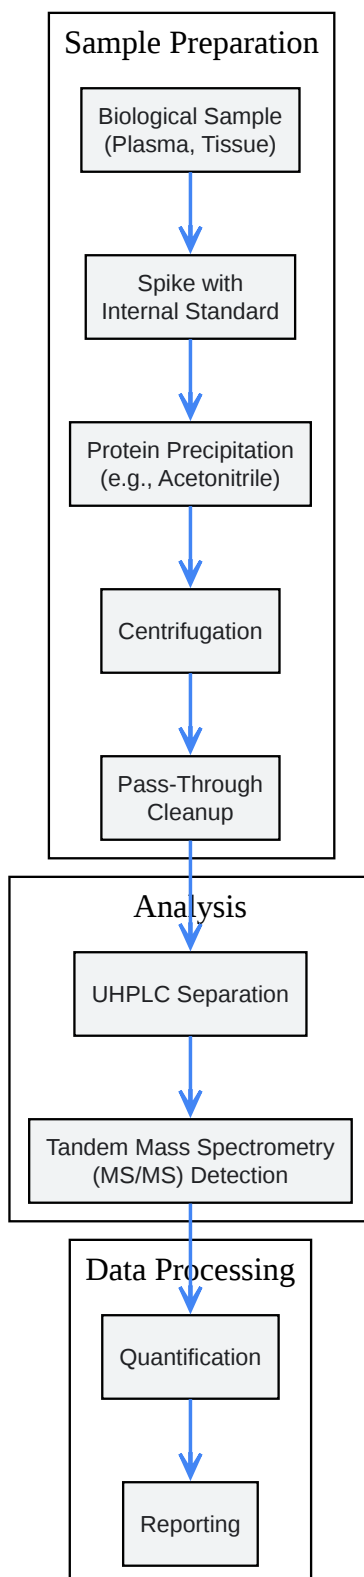 Sample Preparation
Biological Sample
(Plasma, Tissue)
Spike with
Internal Standard
Protein Precipitation
(e.g., Acetonitrile)
Centrifugation
Pass-Through
Cleanup
Analysis
UHPLC Separation
Tandem Mass Spectrometry
(MS/MS) Detection
Data Processing
Quantification
Reporting